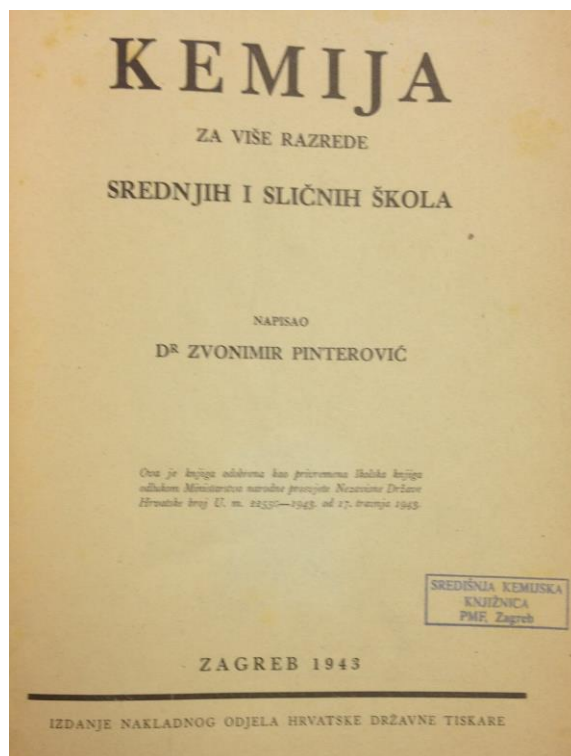 KEMIJA
ZA VIŠE RAZREDE
SREDNJIH I SLIČNIH ŠKOLA
NAPISAO
DR ZVONIMIR PINTEROVIĆ
Ova je knjiga odobrena kao privremena školska knjiga
odlukom Ministarstva narodne prosvjete Nezavisne Države
Hrvatske broj U. m. —1943. od 17. travnja 1943.
SREDIŠNJA KEMIJSKA
KNJIŽNICA
PMF, Zagreb
ZAGREB 1943
IZDANJE NAKLADNOG ODJELA HRVATSKE DRŽAVNE TISKARE